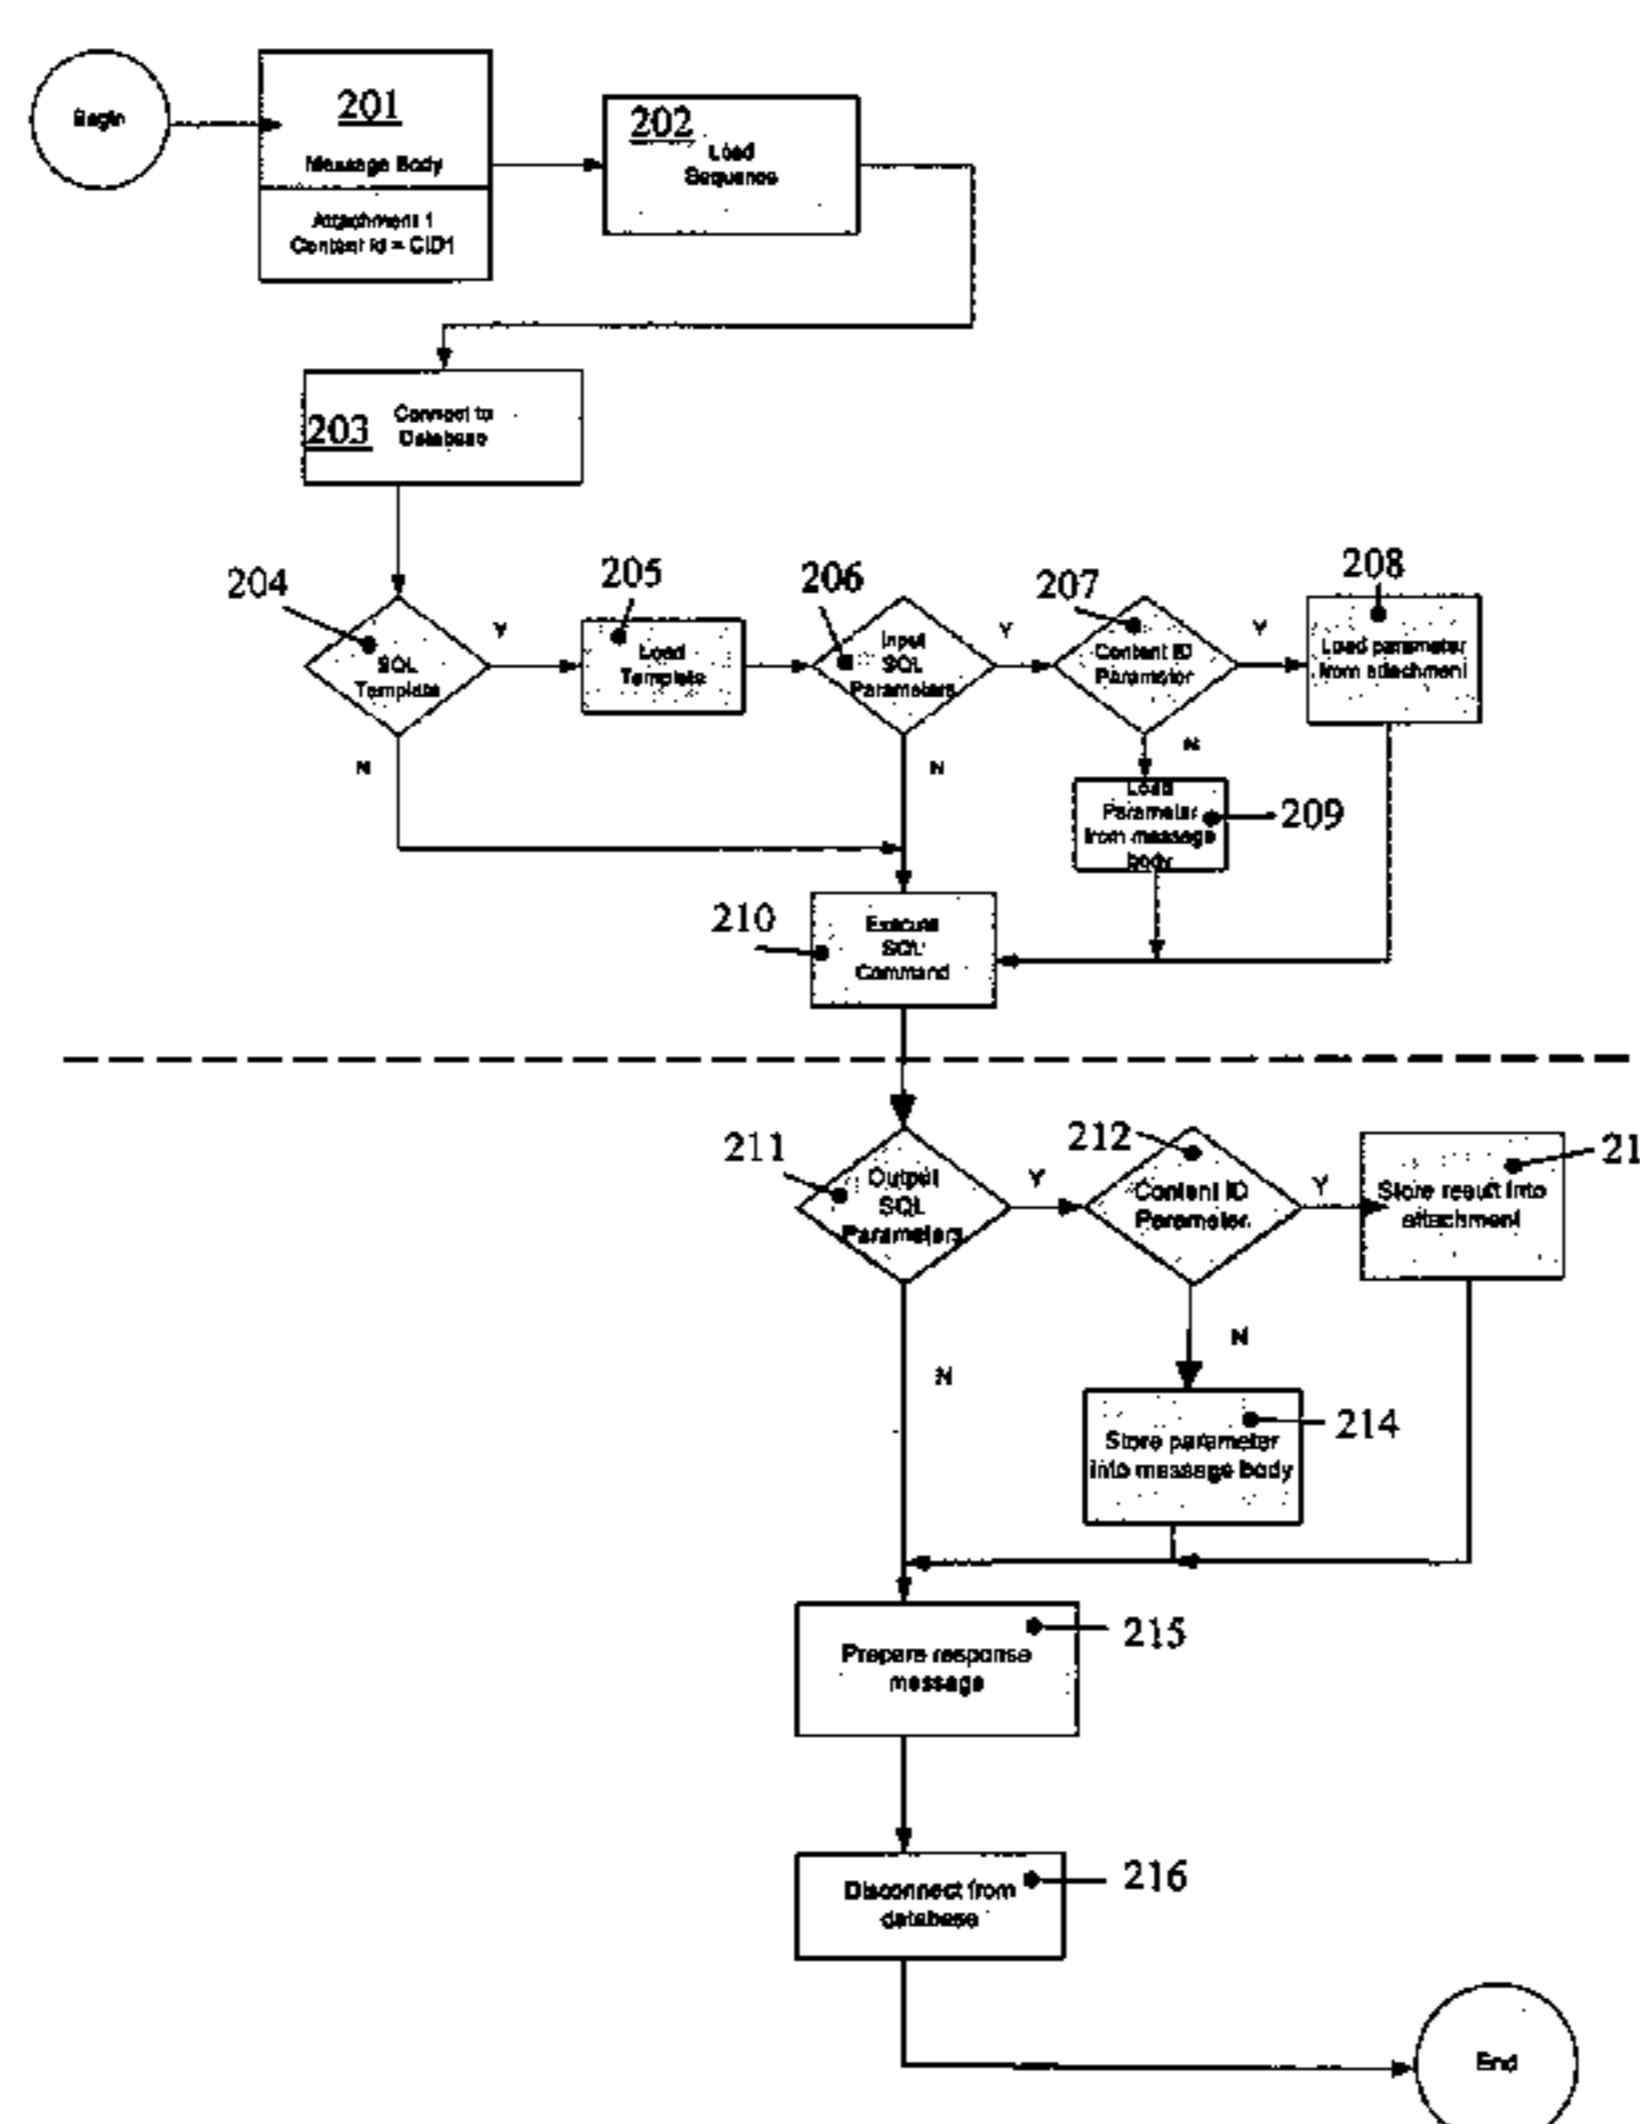 Begin
201
Message Body
Attachment 1
Content Id = CID1
202
Load
Sequence
203
Connect to
Database
204
SQL
Template
Y
N
205
Load
Template
206
Input
SQL
Parameters
Y
N
207
Content ID
Parameter
Y
N
208
Load parameter
from attachment
209
Load
Parameter
from message
body
210
Execute
SQL
Command
211
Output
SQL
Parameters
Y
N
212
Content ID
Parameter
Y
N
21
Store result into
attachment
214
Store parameter
into message body
215
Prepare response
message
216
Disconnect from
database
End